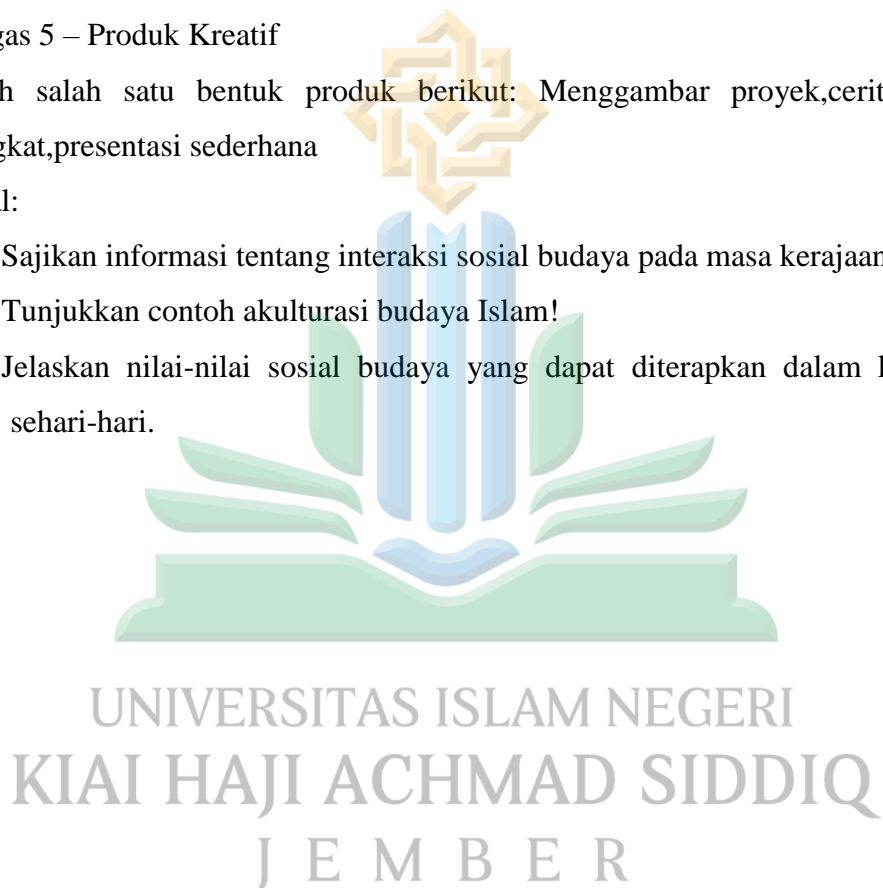 gas 5 – Produk Kreatif
h salah satu bentuk produk berikut: Menggambar proyek,cerit
gkat,presentasi sederhana
l:
Sajikan informasi tentang interaksi sosial budaya pada masa kerajaan
Tunjukkan contoh akulturasi budaya Islam!
Jelaskan nilai-nilai sosial budaya yang dapat diterapkan dalam
sehari-hari.
UNIVERSITAS ISLAM NEGERI
KIAI HAJI ACHMAD SIDDIQ
J E M B E R